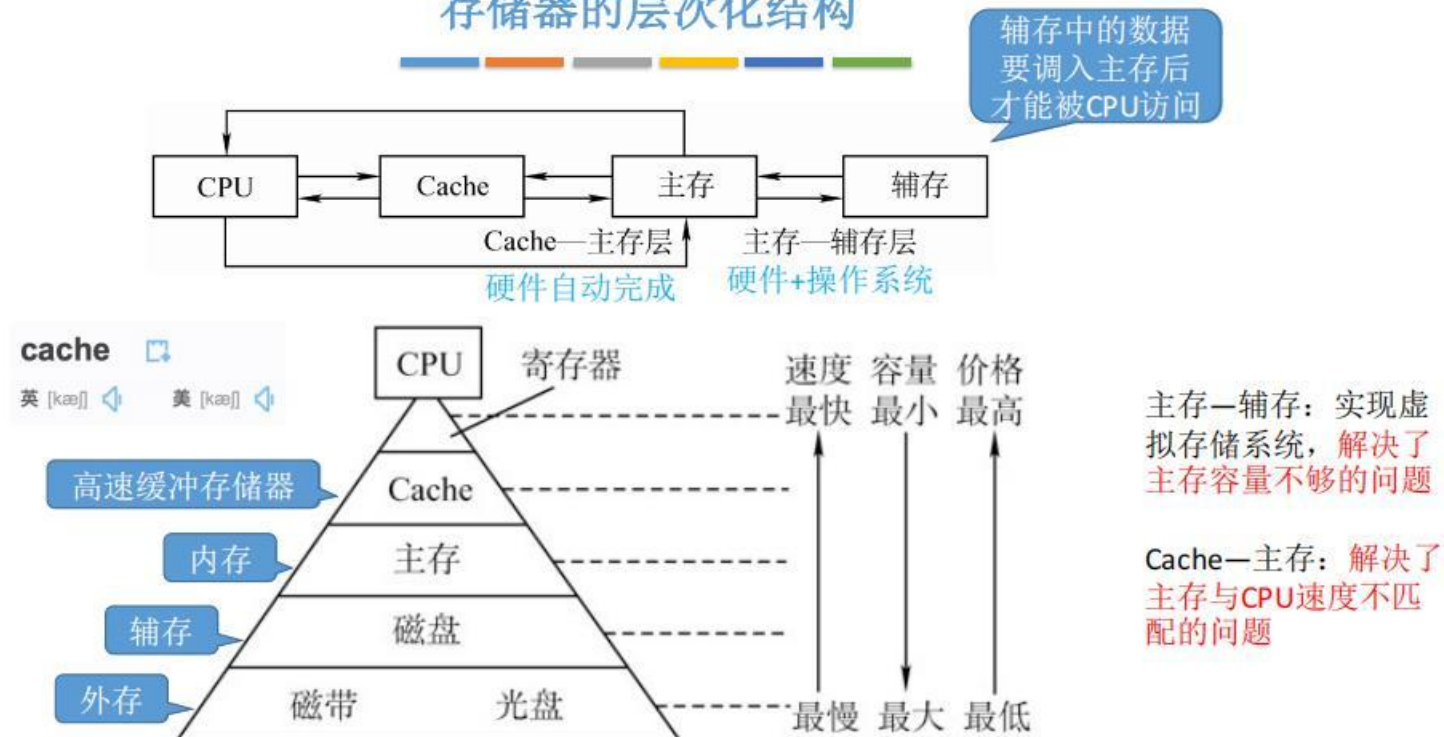 存储器的层次化结构
辅存中的数据
要调入主存后
才能被CPU访问
CPU
Cache
主存
辅存
Cache—主存层
主存—辅存层
硬件自动完成
硬件+操作系统
cache
英 [kæʃ]
美 [kæʃ]
CPU
寄存器
速度 容量 价格
最快 最小 最高
高速缓冲存储器
Cache
内存
主存
辅存
磁盘
外存
磁带
光盘
最慢 最大 最低
主存—辅存：实现虚
拟存储系统，解决了
主存容量不够的问题
Cache—主存：解决了
主存与CPU速度不匹
配的问题